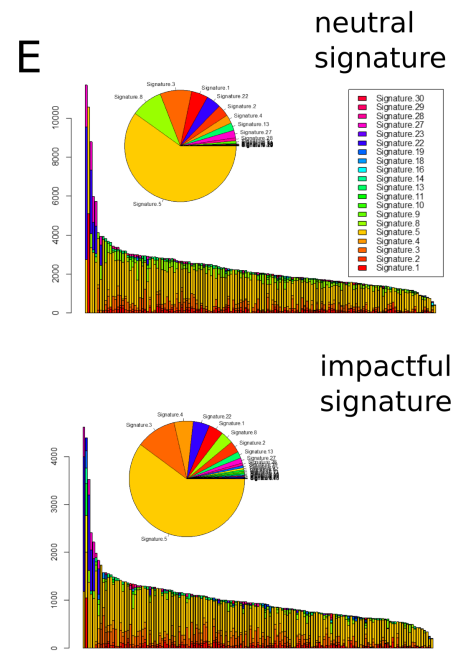 neutral
signature
E
Signature.3
Signature.1
Signature.22
Signature.8
Signature.2
Signature.4
Signature.13
Signature.27
Signature.28
Signature.5
10000
8000
6000
4000
2000
0
Signature.30
Signature.29
Signature.28
Signature.27
Signature.23
Signature.22
Signature.19
Signature.18
Signature.16
Signature.14
Signature.13
Signature.11
Signature.10
Signature.9
Signature.8
Signature.5
Signature.4
Signature.3
Signature.2
Signature.1
impactful
signature
Signature.4
Signature.22
Signature.1
Signature.3
Signature.8
Signature.2
Signature.13
Signature.27
Signature.5
4000
3000
2000
1000
0